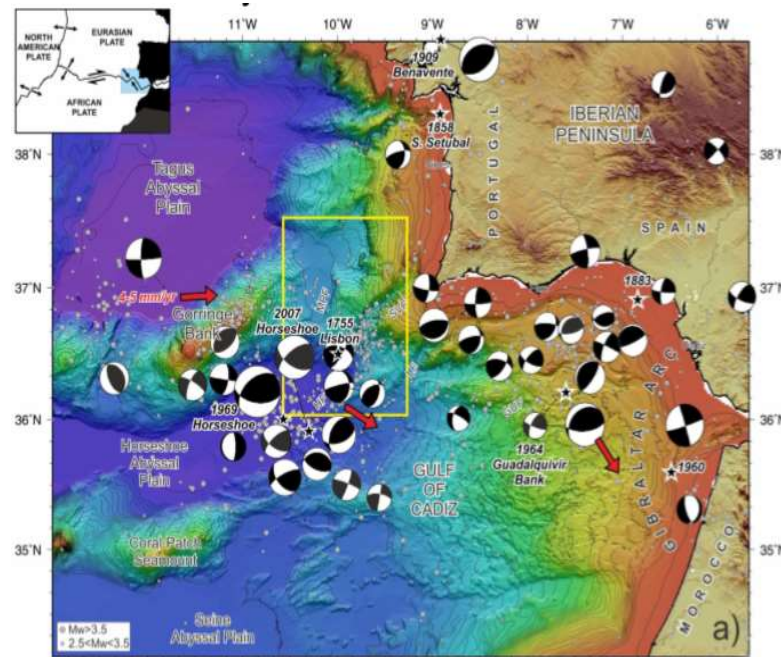 NORTH
AMERICAN
PLATE
EURASIAN
PLATE
AFRICAN
PLATE
11°W
10°W
9°W
8°W
7°W
6°W
1909
Benavente
1858
S. Setubal
IBERIAN
PENINSULA
38°N
38°N
Tagus
Abyssal
Plain
PORTUGAL
SPAIN
37°N
37°N
4-5 mm/yr
1883
Gorringe
Bank
2007
Horseshoe
1755
Lisbon
MPF
36°N
36°N
1969
Horseshoe
Horseshoe
Abyssal
Plain
GULF
OF
CADIZ
1964
Guadalquivir
Bank
1960
GIBRALTAR ARC
35°N
35°N
Coral Patch
Seamount
MOROCCO
Seine
Abyssal Plain
Mw>3.5
2.5<Mw<3.5
a)